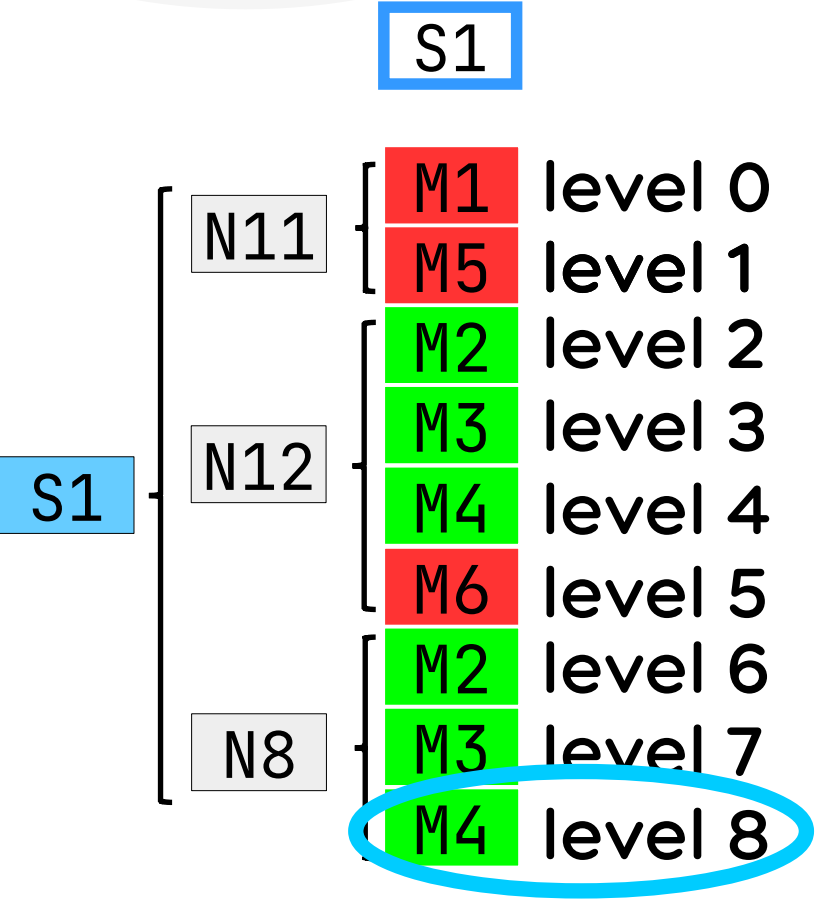 S1
M1 level 0
N11
M5 level 1
M2 level 2
M3 level 3
N12
S1
M4 level 4
M6 level 5
M2 level 6
N8
M3 level 7
M4 level 8